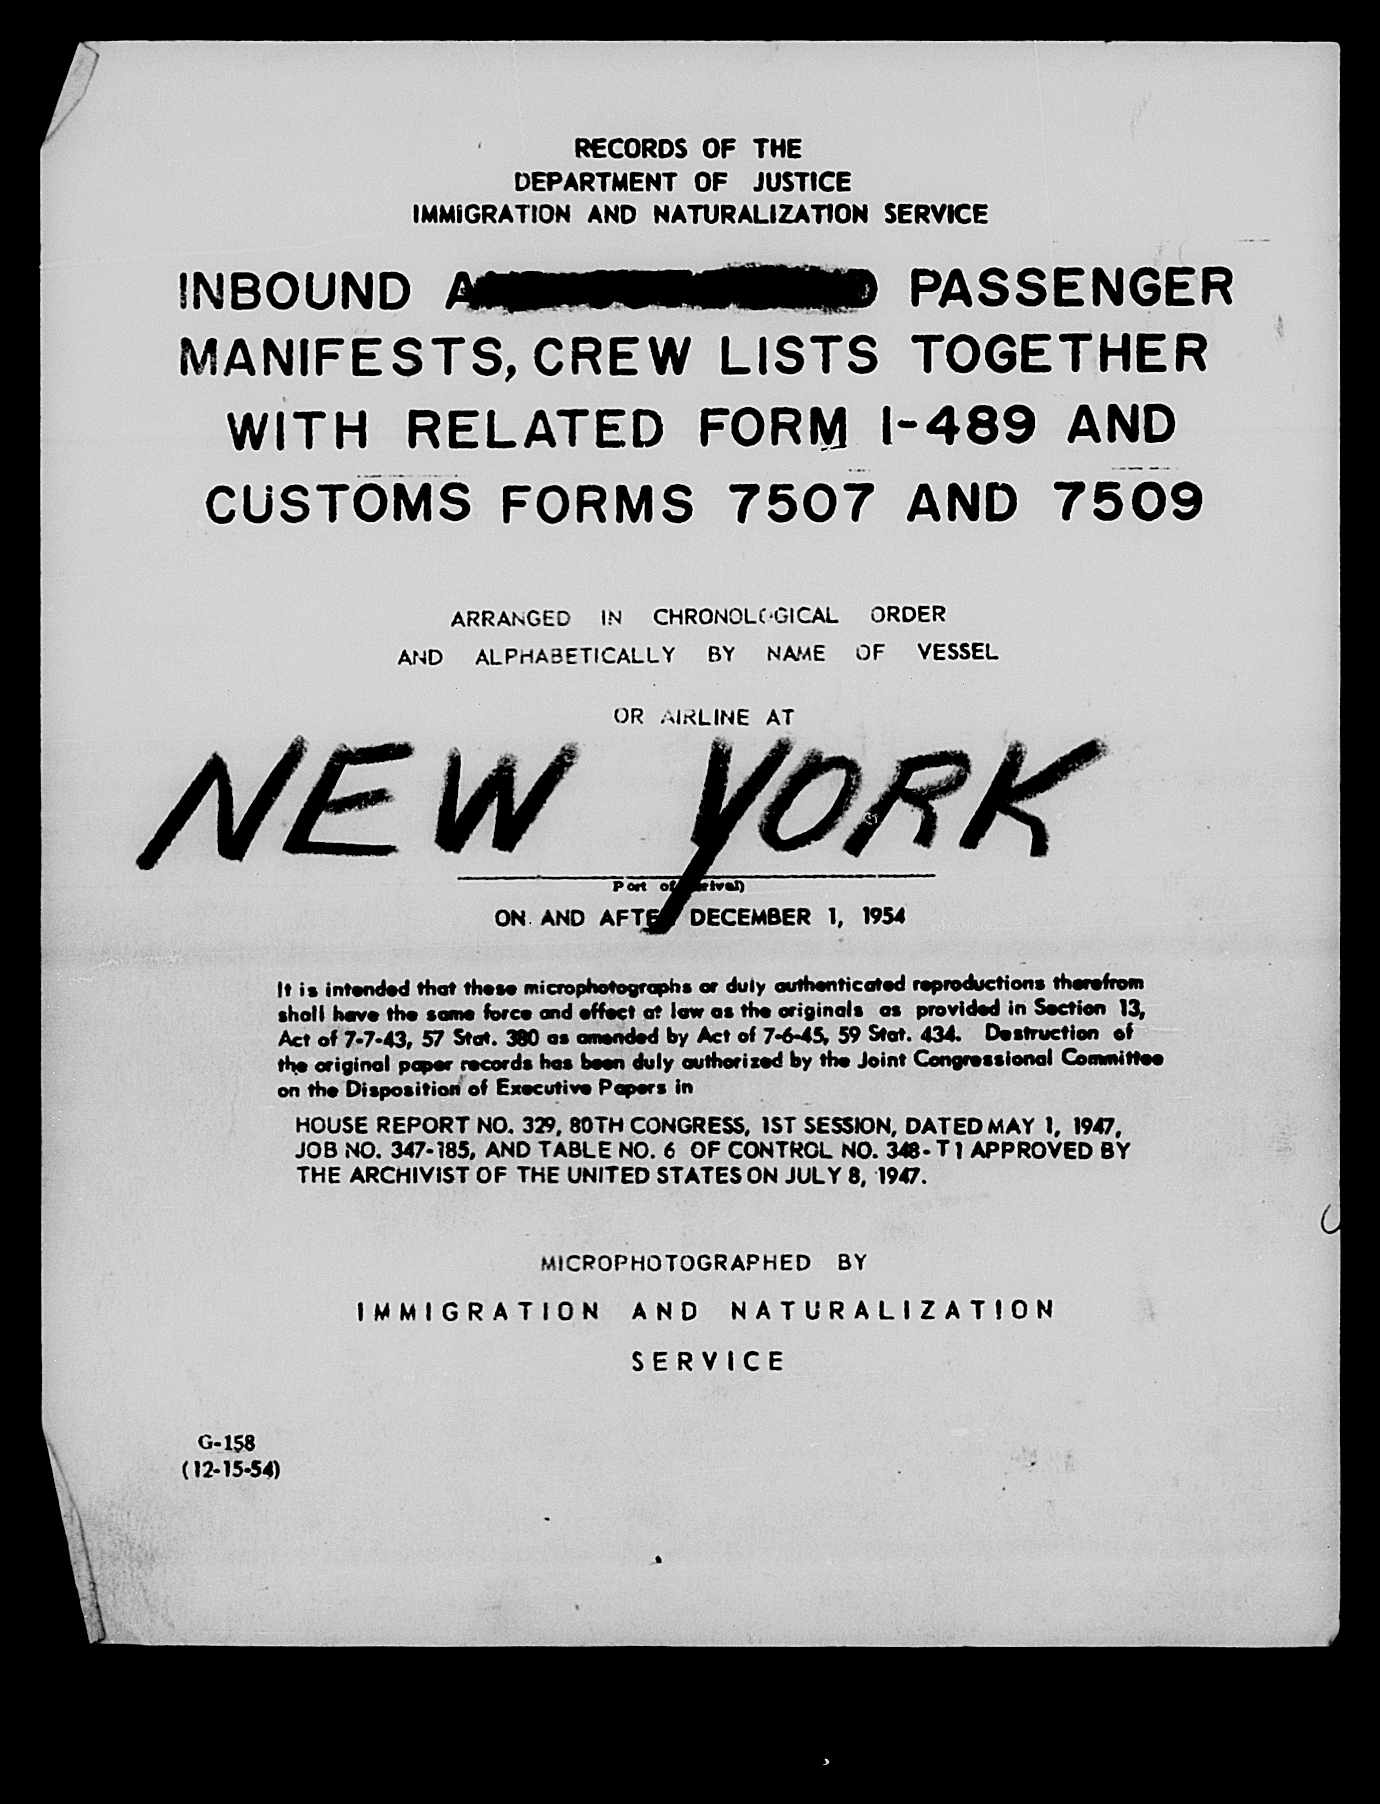 RECORDS OF THE
DEPARTMENT OF JUSTICE
IMMIGRATION AND NATURALIZATION SERVICE
INBOUND PASSENGER
MANIFESTS, CREW LISTS TOGETHER
WITH RELATED FORM I-489 AND
CUSTOMS FORMS 7507 AND 7509
ARRANGED IN CHRONOLOGICAL ORDER
AND ALPHABETICALLY BY NAME OF VESSEL
OR AIRLINE AT
NEW YORK
Port of
ON AND AFTER DECEMBER 1, 1954
It is intended that these microphotographs or duly authenticated reproductions therefrom
shall have the same force and effect at law as the originals as provided in Section 13,
Act of 7-7-43, 57 Stat. 380 as amended by Act of 7-6-45, 59 Stat. 434. Destruction of
the original paper records has been duly authorized by the Joint Congressional Committee
on the Disposition of Executive Papers in
HOUSE REPORT NO. 329, 80TH CONGRESS, 1ST SESSION, DATED MAY 1, 1947,
JOB NO. 347-185, AND TABLE NO. 6 OF CONTROL NO. 348-T1 APPROVED BY
THE ARCHIVIST OF THE UNITED STATES ON JULY 8, 1947.
MICROPHOTOGRAPHED BY
IMMIGRATION AND NATURALIZATION
SERVICE
G-158
(12-15-54)